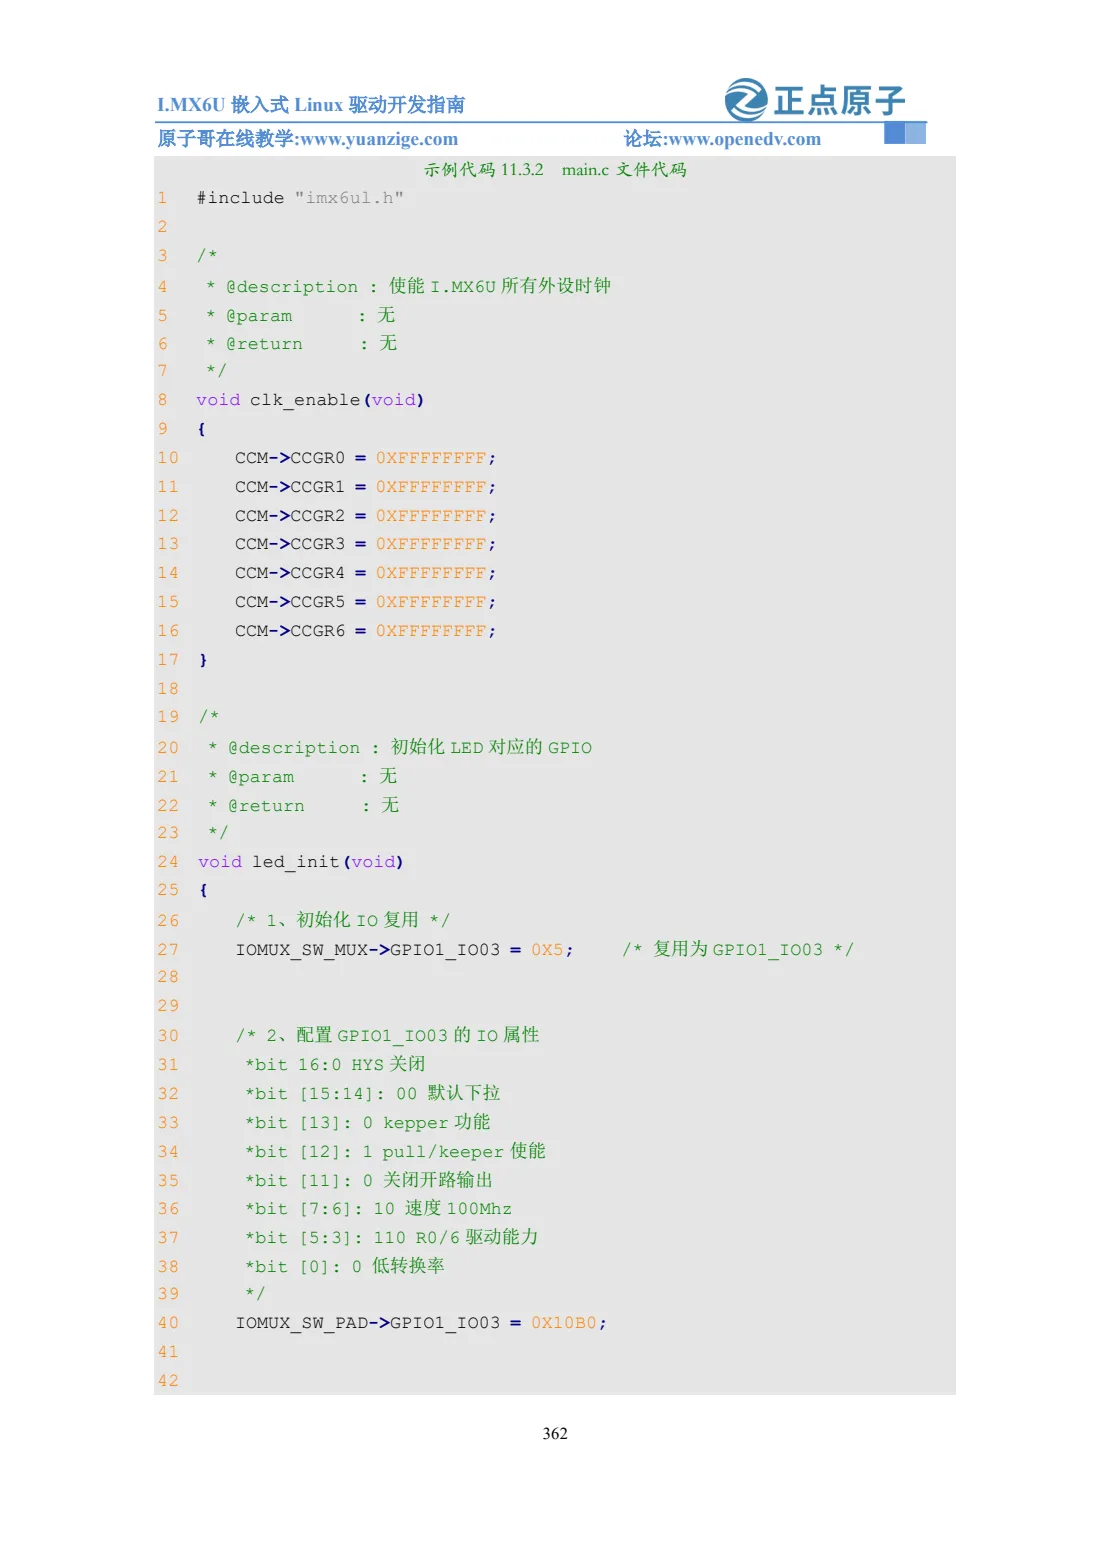 I.MX6U 嵌入式 Linux 驱动开发指南
正点原子
原子哥在线教学:www.yuanzige.com 论坛:www.openedv.com
示例代码 11.3.2 main.c 文件代码
1 #include "imx6ul.h"
2
3 /*
4 * @description : 使能 I.MX6U 所有外设时钟
5 * @param : 无
6 * @return : 无
7 */
8 void clk_enable(void)
9 {
10 CCM->CCGR0 = 0XFFFFFFFF;
11 CCM->CCGR1 = 0XFFFFFFFF;
12 CCM->CCGR2 = 0XFFFFFFFF;
13 CCM->CCGR3 = 0XFFFFFFFF;
14 CCM->CCGR4 = 0XFFFFFFFF;
15 CCM->CCGR5 = 0XFFFFFFFF;
16 CCM->CCGR6 = 0XFFFFFFFF;
17 }
18
19 /*
20 * @description : 初始化 LED 对应的 GPIO
21 * @param : 无
22 * @return : 无
23 */
24 void led_init(void)
25 {
26 /* 1、初始化 IO 复用 */
27 IOMUX_SW_MUX->GPIO1_IO03 = 0X5; /* 复用为 GPIO1_IO03 */
28
29
30 /* 2、配置 GPIO1_IO03 的 IO 属性
31 *bit 16:0 HYS 关闭
32 *bit [15:14]: 00 默认下拉
33 *bit [13]: 0 kepper 功能
34 *bit [12]: 1 pull/keeper 使能
35 *bit [11]: 0 关闭开路输出
36 *bit [7:6]: 10 速度 100Mhz
37 *bit [5:3]: 110 R0/6 驱动能力
38 *bit [0]: 0 低转换率
39 */
40 IOMUX_SW_PAD->GPIO1_IO03 = 0X10B0;
41
42
362